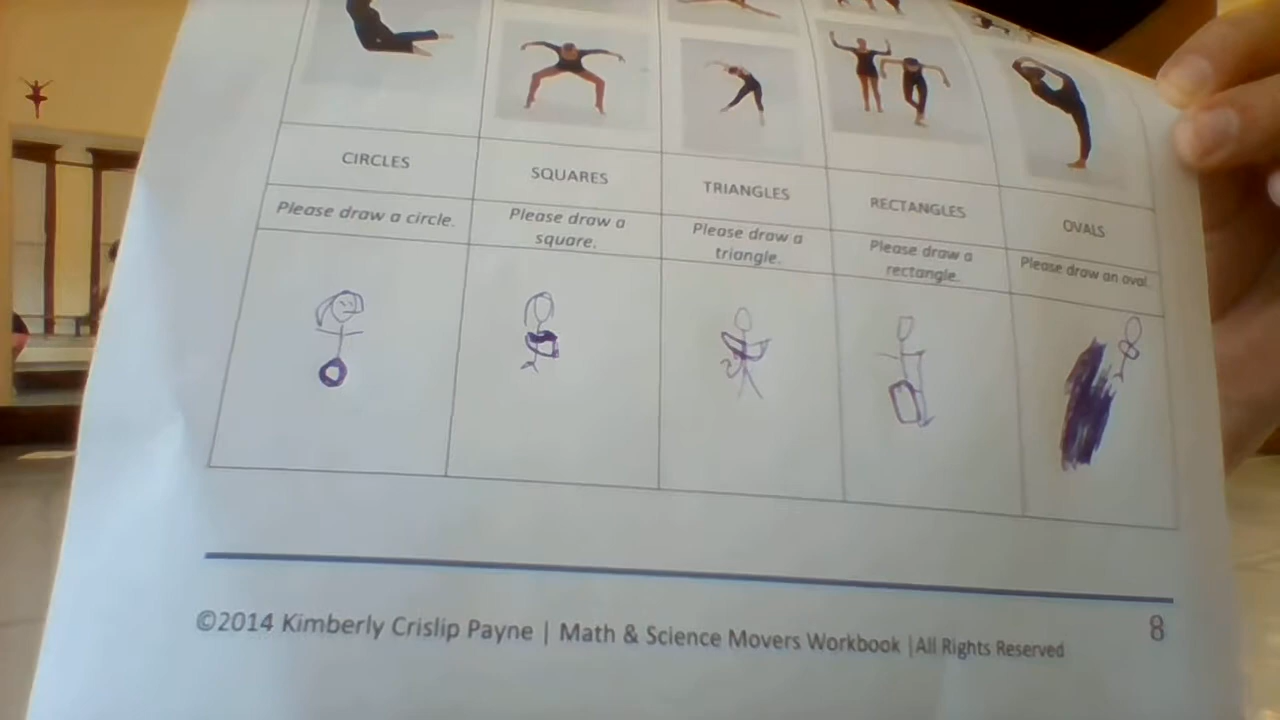 CIRCLES
SQUARES
TRIANGLES
RECTANGLES
OVALS
Please draw a circle.
Please draw a
square.
Please draw a
triangle.
Please draw a
rectangle.
Please draw an oval.
©2014 Kimberly Crislip Payne | Math & Science Movers Workbook |All Rights Reserved
8